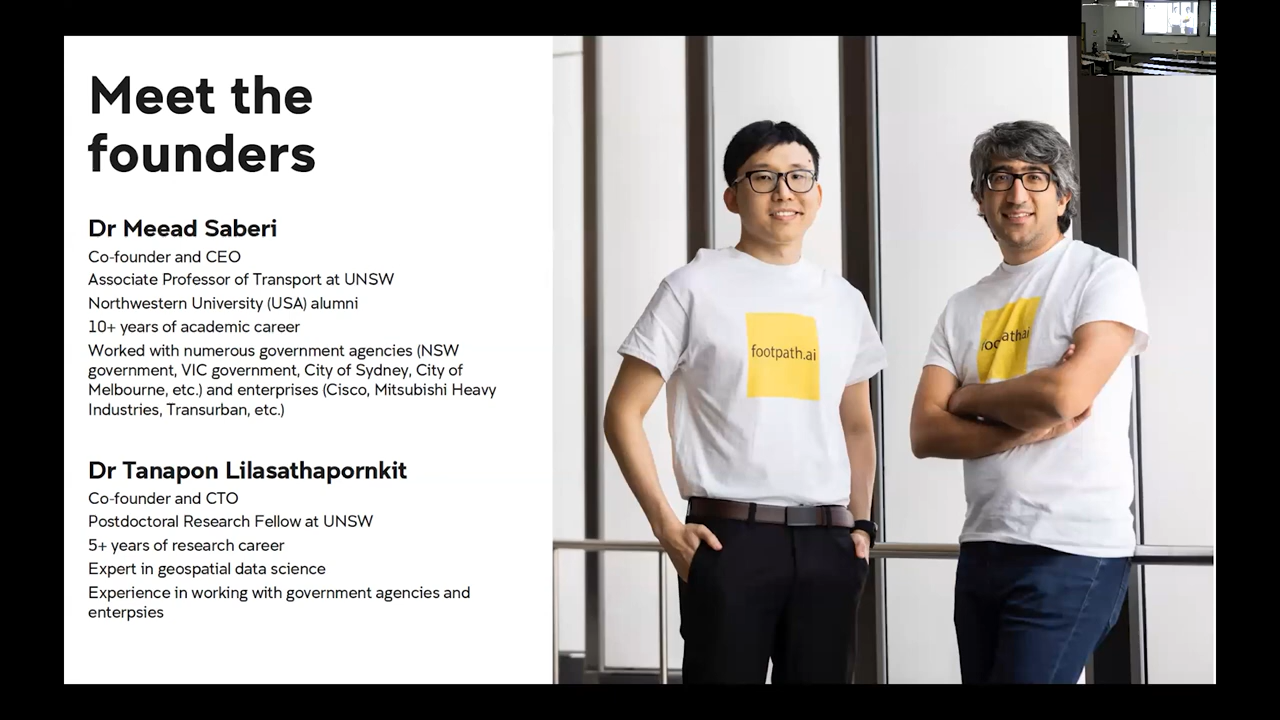 Meet the
founders
Dr Meead Saberi
Co-founder and CEO
Associate Professor of Transport at UNSW
Northwestern University (USA) alumni
10+ years of academic career
Worked with numerous government agencies (NSW
government, VIC government, City of Sydney, City of
Melbourne, etc.) and enterprises (Cisco, Mitsubishi Heavy
Industries, Transurban, etc.)
Dr Tanapon Lilasathapornkit
Co-founder and CTO
Postdoctoral Research Fellow at UNSW
5+ years of research career
Expert in geospatial data science
Experience in working with government agencies and
enterpsies
footpath.ai
footpath.ai